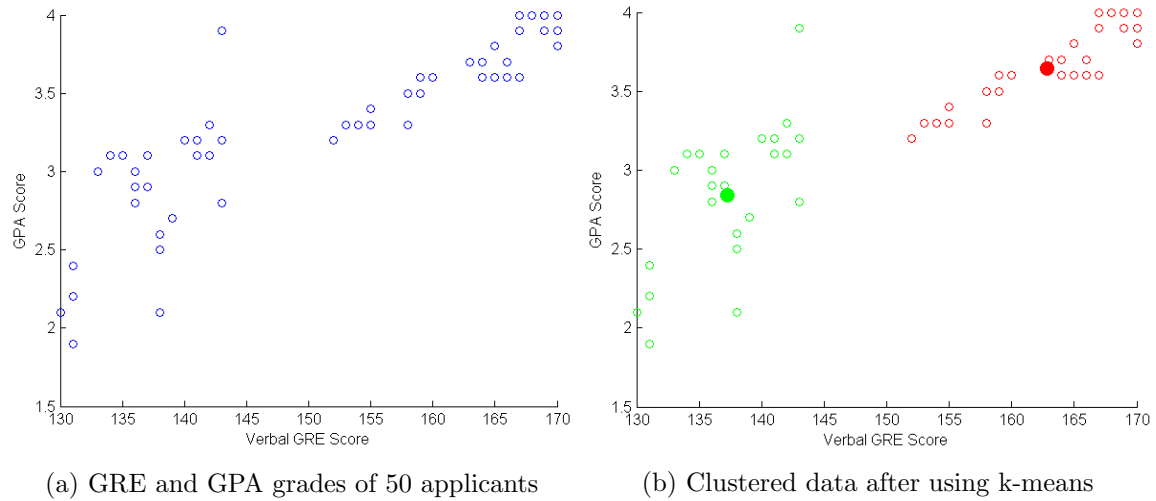 4
3.5
3
2.5
2
1.5
GPA Score
130 135 140 145 150 155 160 165 170
Verbal GRE Score
(a) GRE and GPA grades of 50 applicants
4
3.5
3
2.5
2
1.5
GPA Score
130 135 140 145 150 155 160 165 170
Verbal GRE Score
(b) Clustered data after using k-means